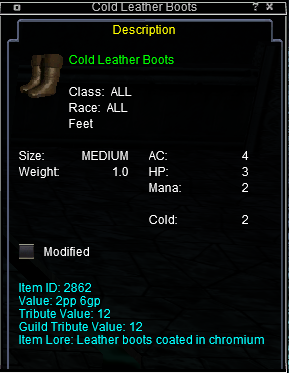 Cold Leather Boots
? X
Description
Cold Leather Boots
Class: ALL
Race: ALL
Feet
Size: MEDIUM AC: 4
Weight: 1.0 HP: 3
Mana: 2
Cold: 2
Modified
Item ID: 2862
Value: 2pp 6gp
Tribute Value: 12
Guild Tribute Value: 12
Item Lore: Leather boots coated in chromium